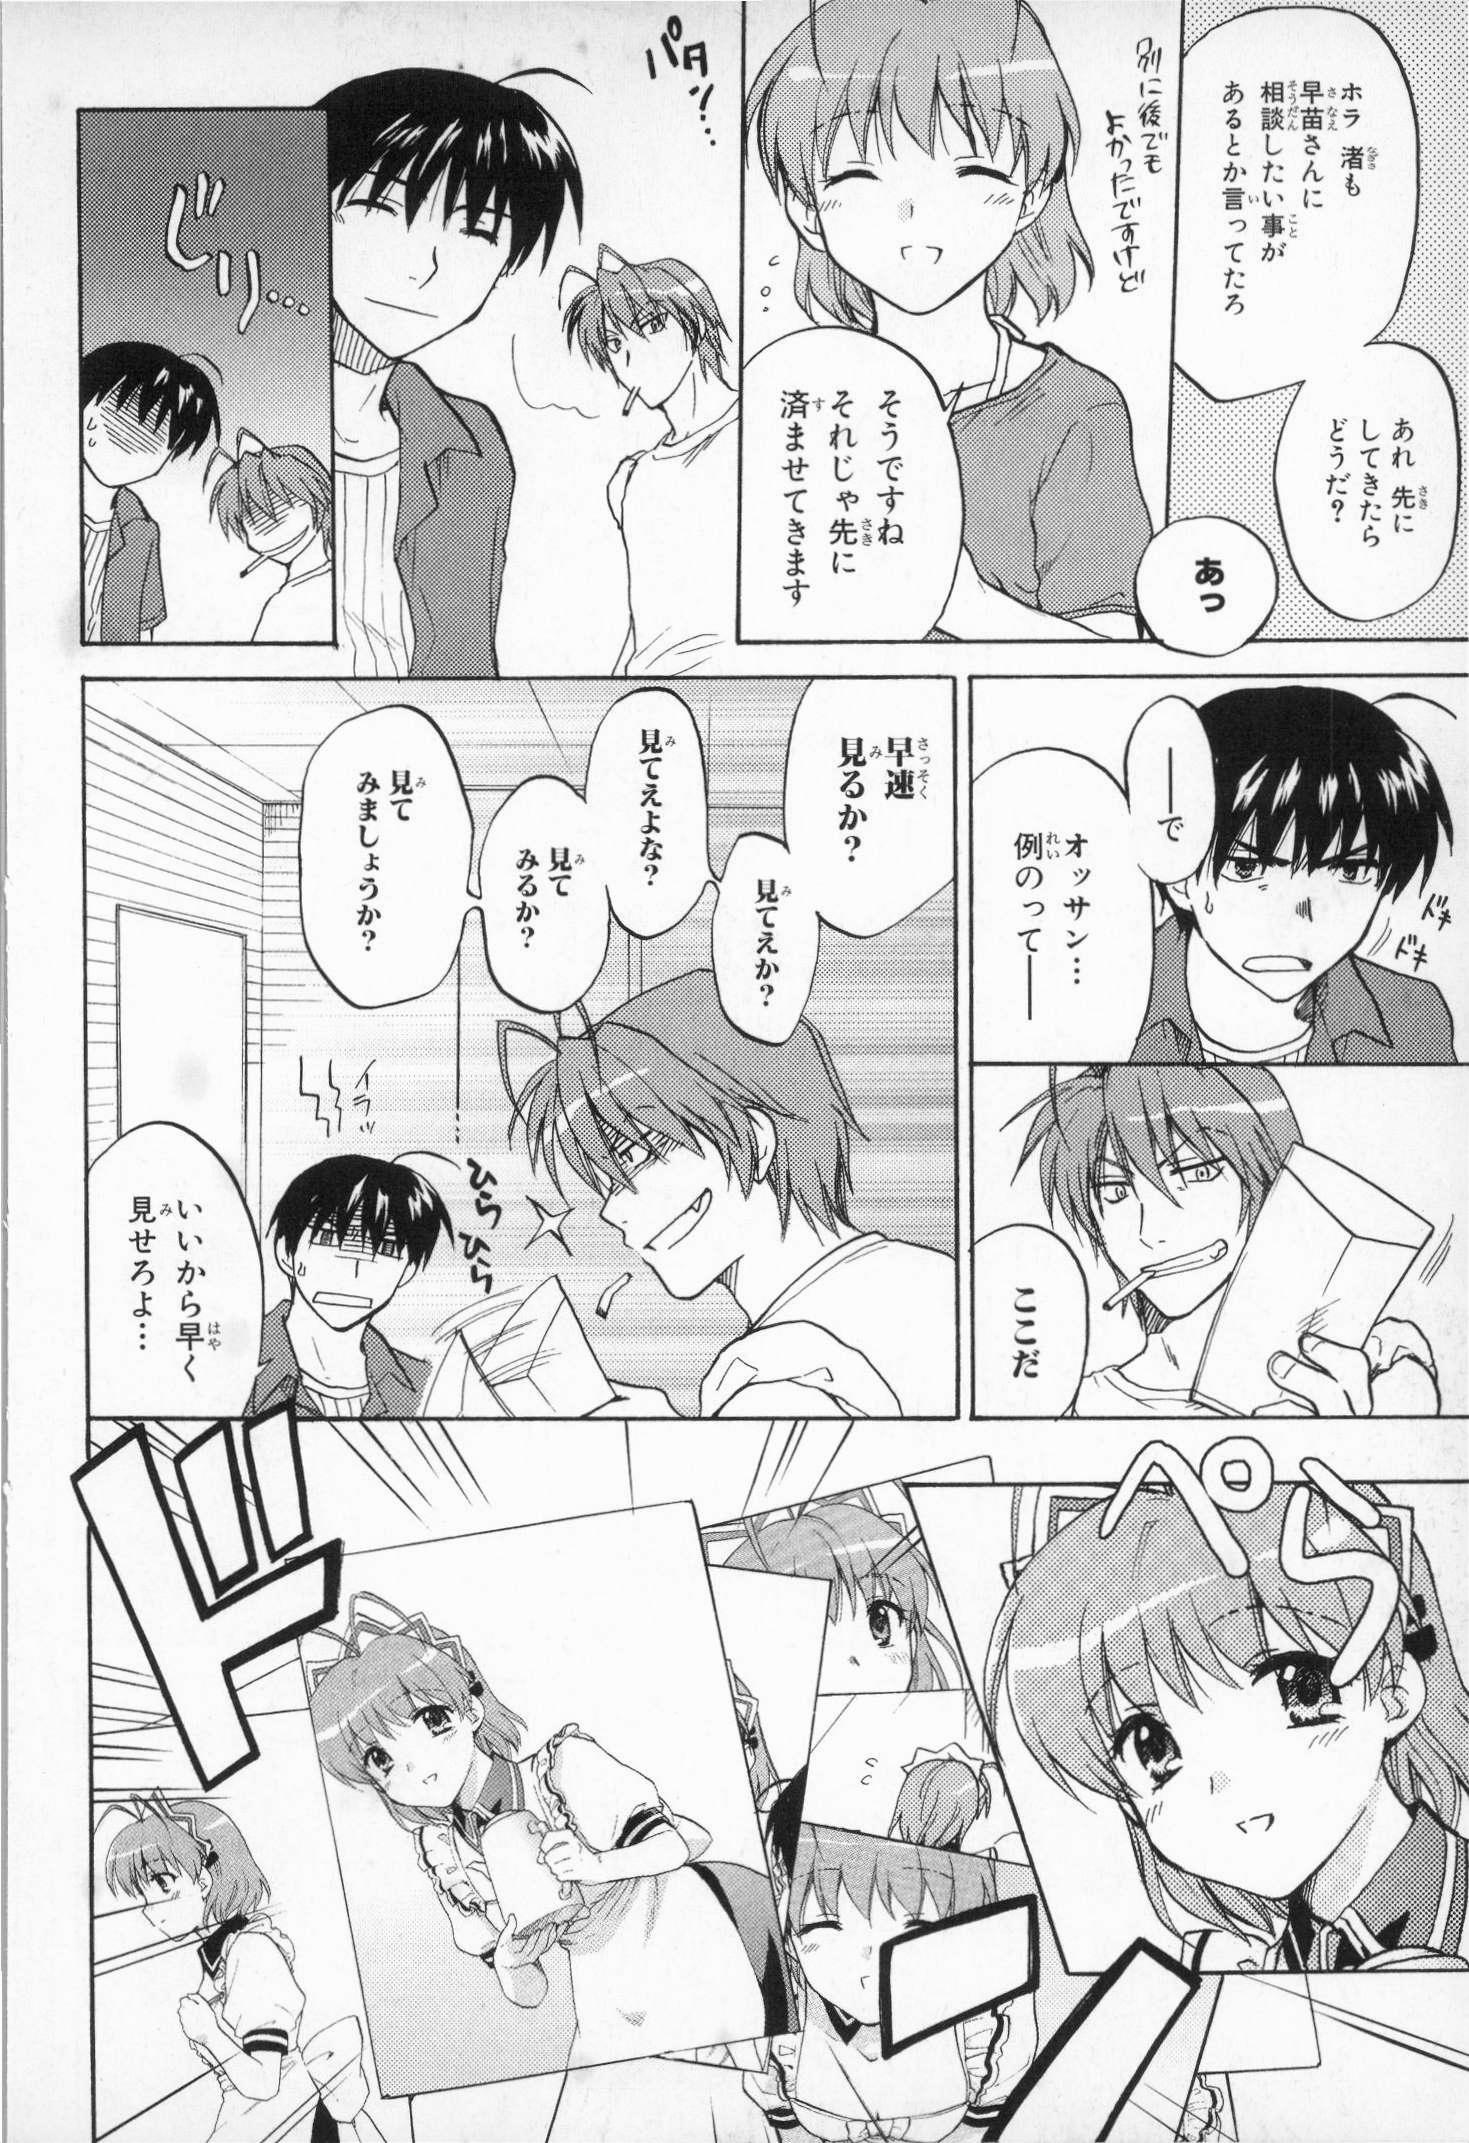 ホラ 渚も
早苗さんに
相談したい事が
あるとか言ってたろ
あれ 先に
してきたら
どうだ?
あっ
別に後でも
よかったですけど
そうですね
それじゃ先に
済ませてきます
パタン…
じ
り…
――で
オッサン…
例のって――
ドキ
ドキ
ここだ
早速
見るか?
見てえか?
見てえよな?
見て
みるか?
見て
みましょうか?
イラッ
ひら
ひら
いいから早く
見せろよ…
ぺら
ドーン